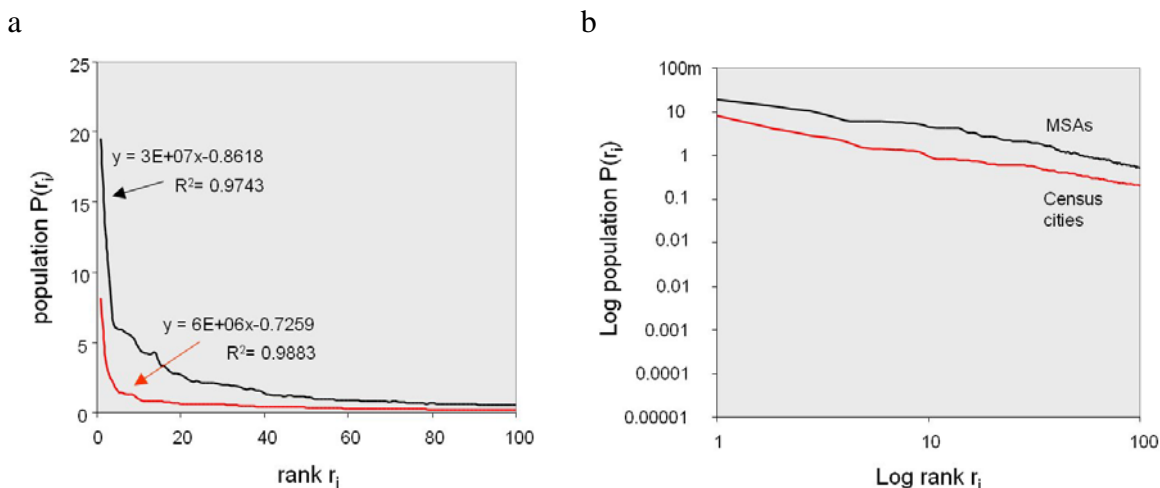 a
25
20
15
10
5
0
population P(ri)
y = 3E+07x-0.8618
R2= 0.9743
y = 6E+06x-0.7259
R2= 0.9883
0 20 40 60 80 100
rank ri
b
100m
10
1
0.1
0.01
0.001
0.0001
0.00001
Log population P(ri)
MSAs
Census
cities
1 10 100
Log rank ri